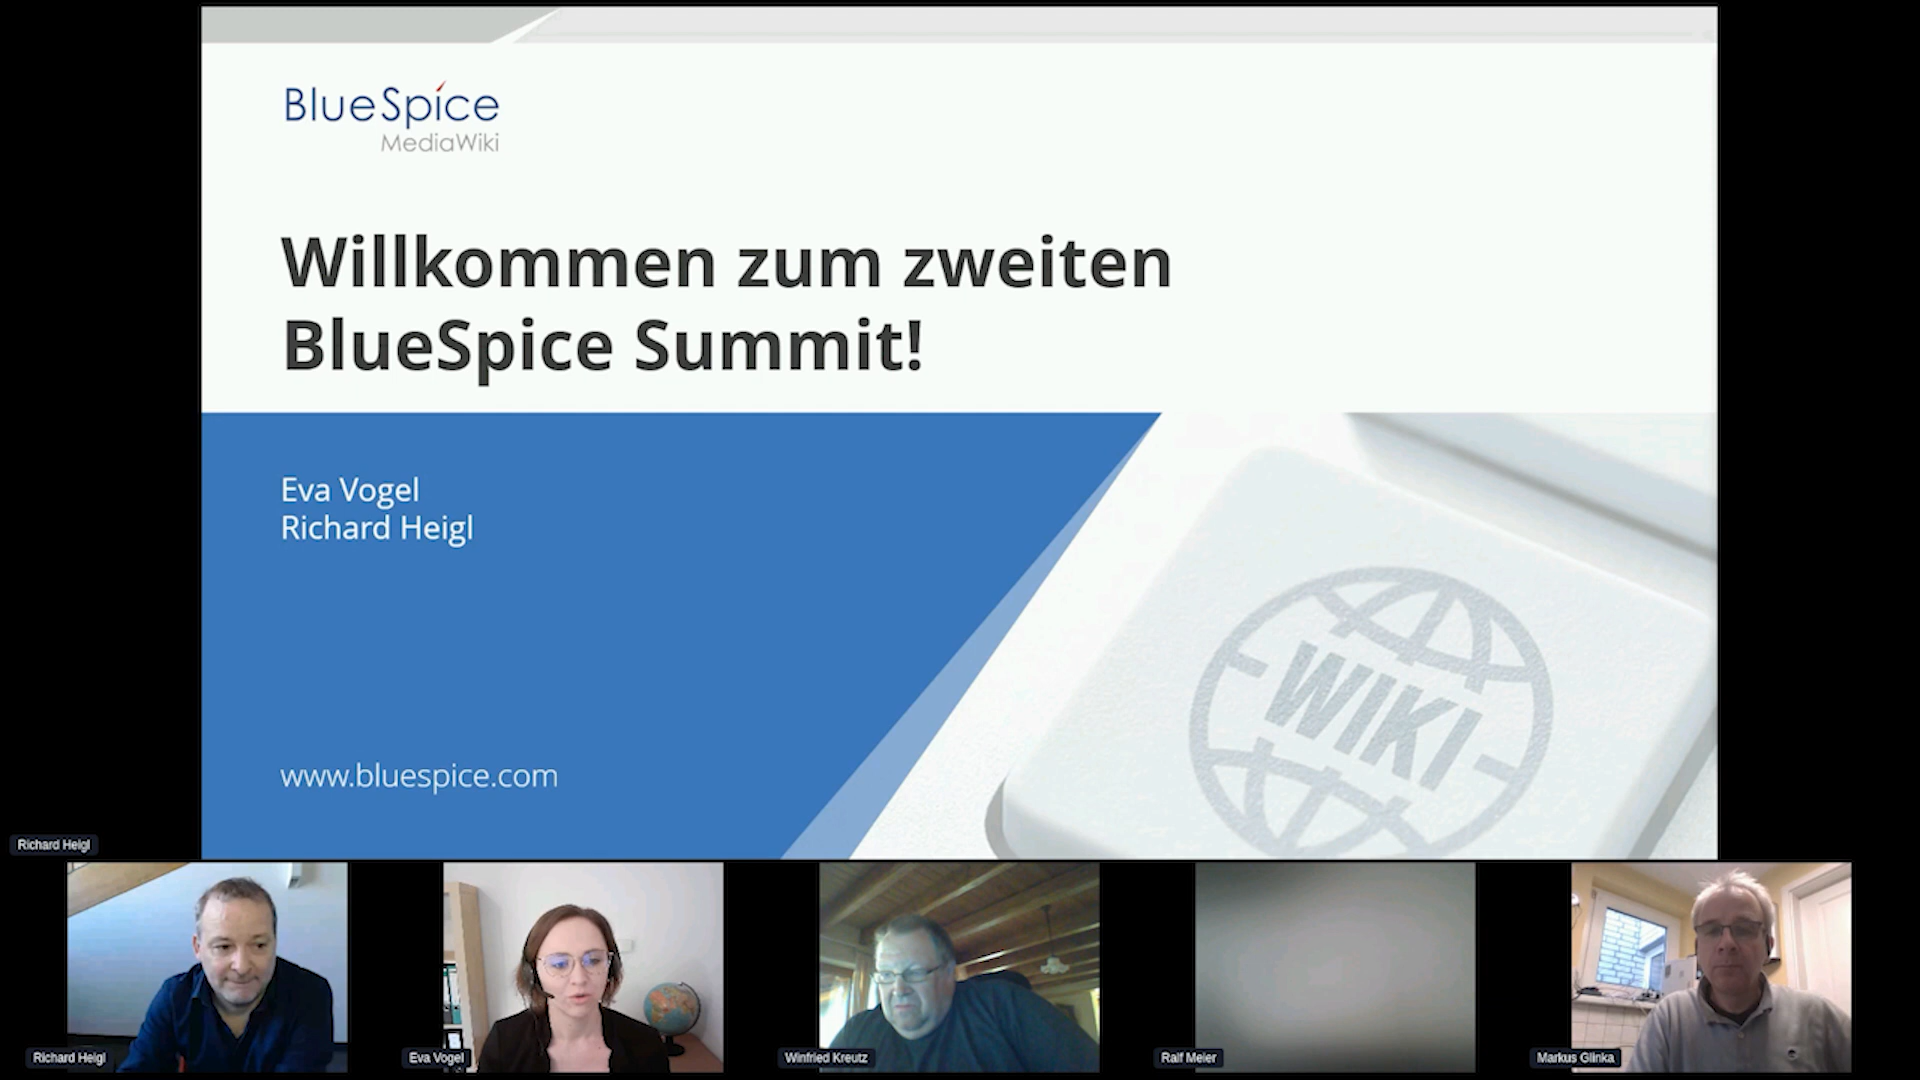 BlueSpice
MediaWiki
Willkommen zum zweiten
BlueSpice Summit!
Eva Vogel
Richard Heigl
WIKI
www.bluespice.com
Richard Heigl
Richard Heigl
Eva Vogel
Winfried Kreutz
Ralf Meier
Markus Glinka